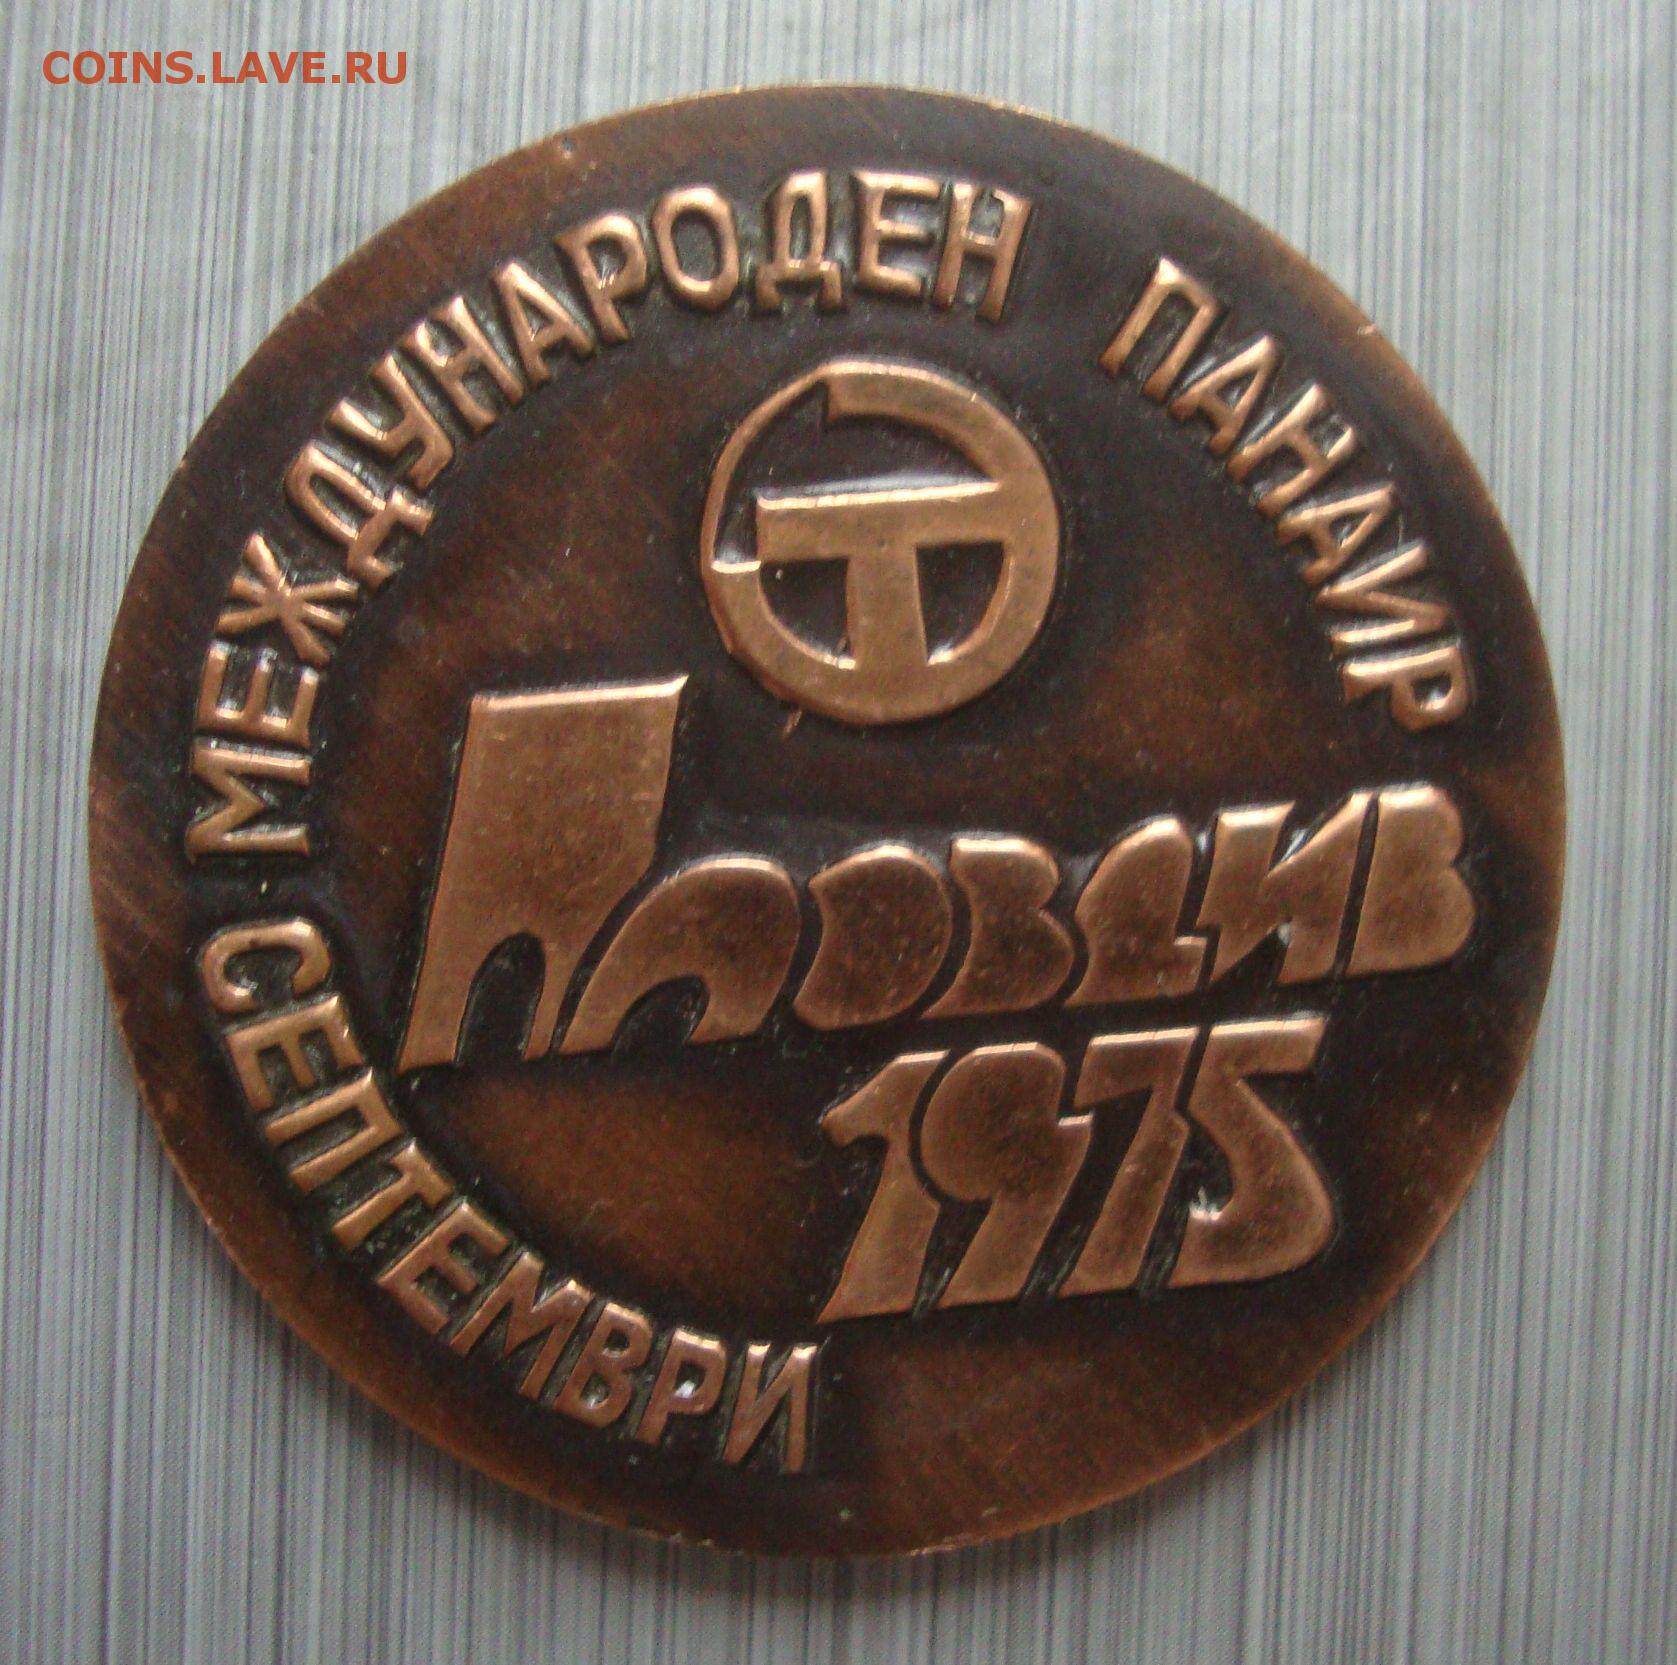 COINS.LAVE.RU
МЕЖДУНАРОДЕН ПАНАИР
ПЛОВДИВ
1975
СЕПТЕМВРИ